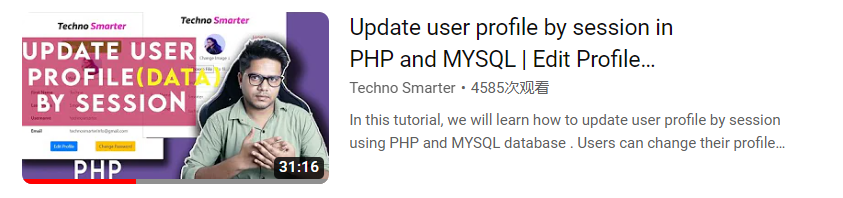 Techno Smarter
Techno Smarter
UPDATE USER
PROFILE(DATA)
BY SESSION
Username
Email
technosmarterinfo@gmail.com
Edit Profile
Change Password
PHP
31:16
Update user profile by session in
PHP and MYSQL | Edit Profile…
Techno Smarter • 4585次观看
In this tutorial, we will learn how to update user profile by session
using PHP and MYSQL database . Users can change their profile…